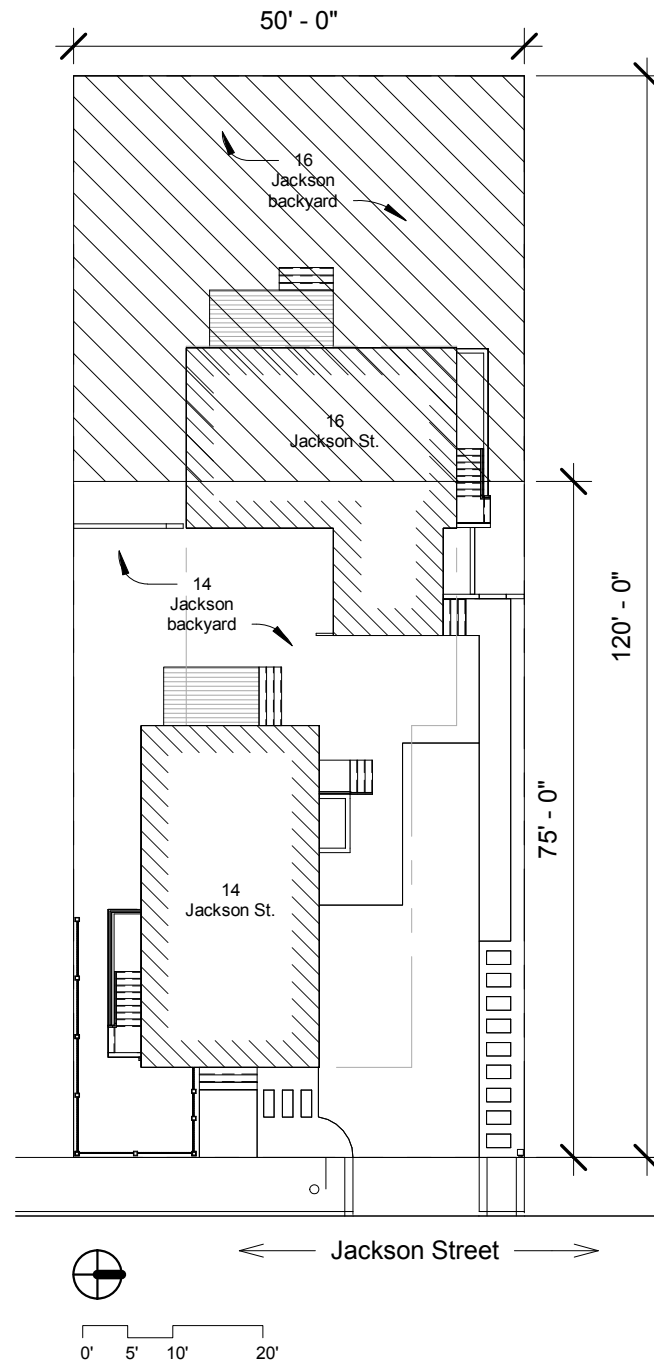 50' - 0"
16
Jackson
backyard
16
Jackson St.
14
Jackson
backyard
120' - 0"
75' - 0"
14
Jackson St.
Jackson Street
0' 5' 10' 20'